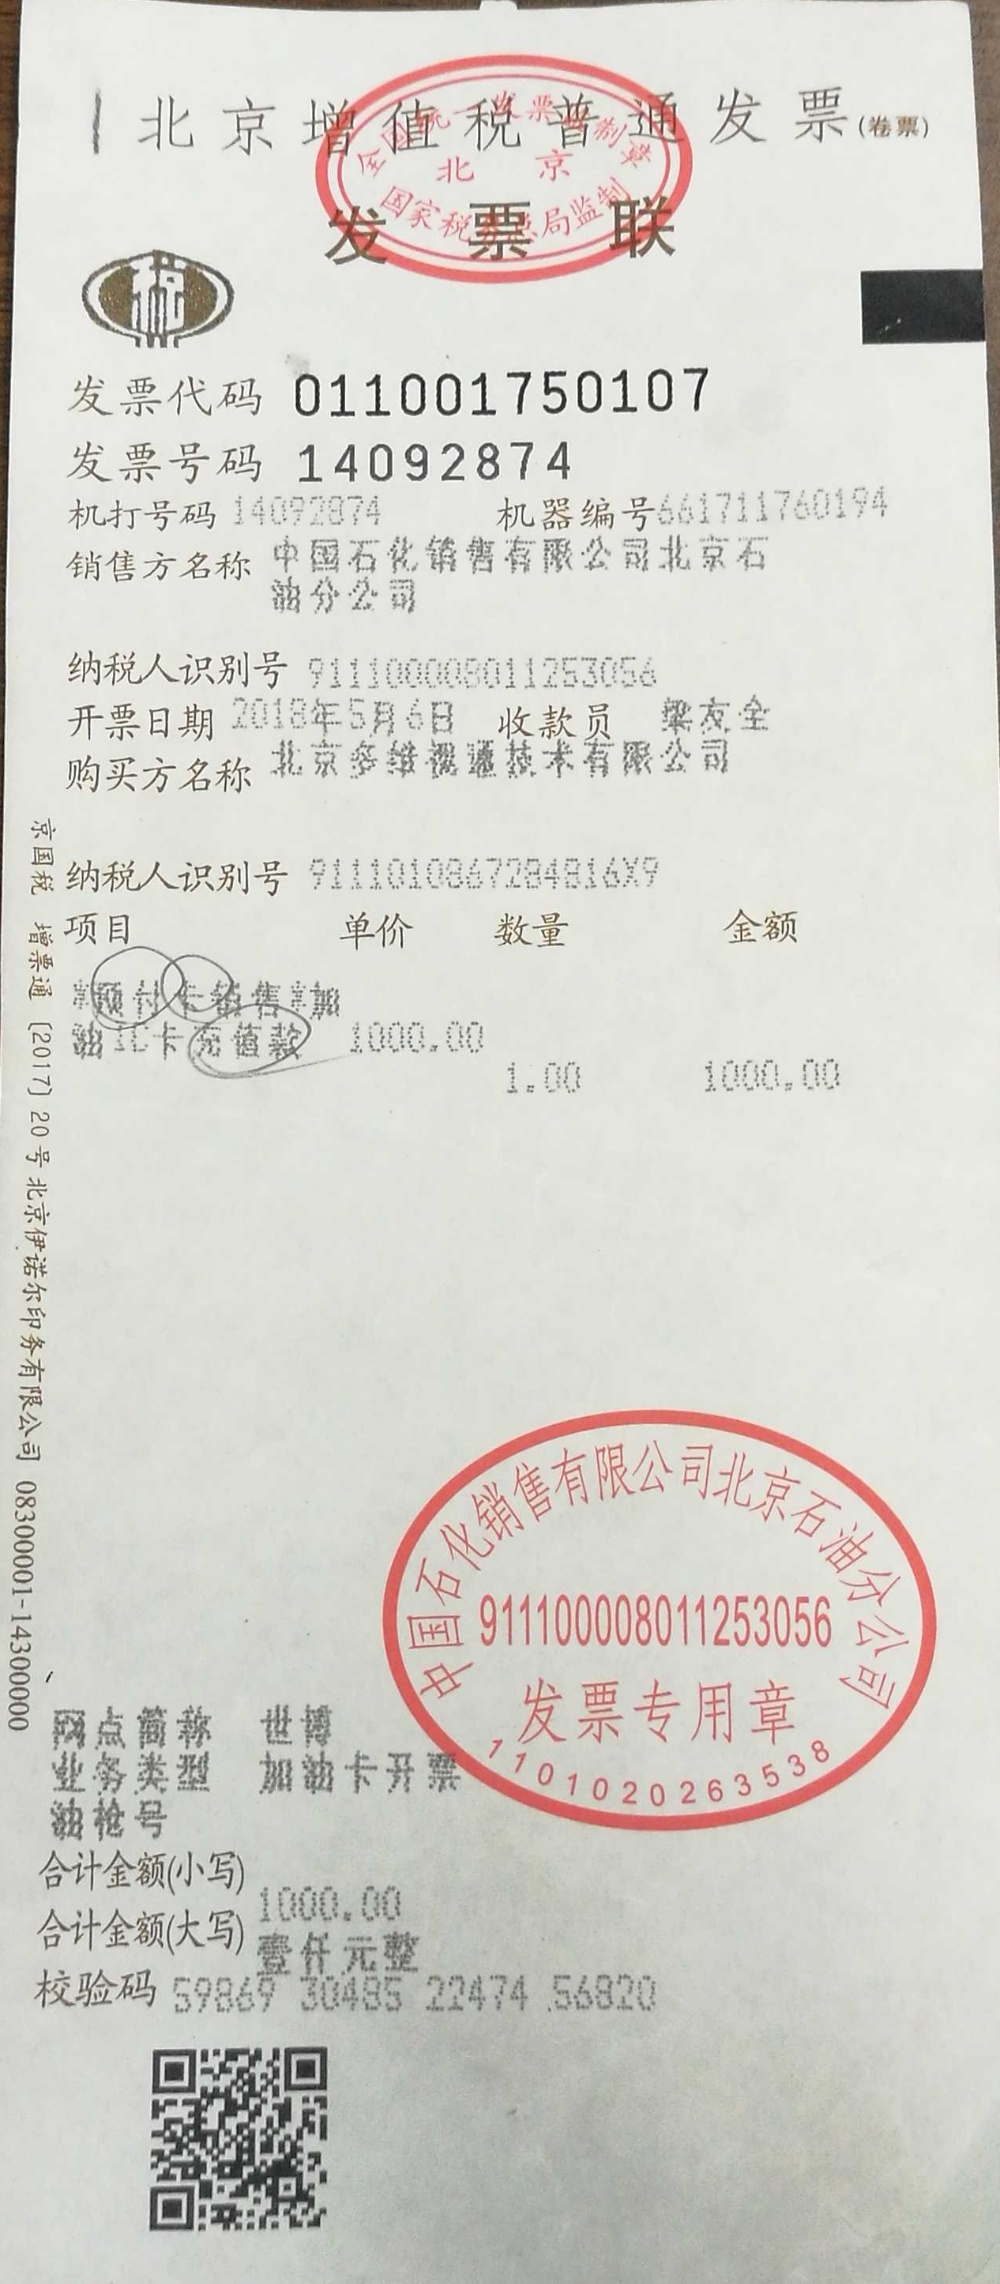 北京增值税普通发票(卷票)
全国统一发票监制章
北京
国家税务总局监制
发票联
税
发票代码 011001750107
发票号码 14092874
机打号码 14092874 机器编号 661711760194
销售方名称 中国石化销售有限公司北京石
油分公司
纳税人识别号 911100008011253056
开票日期 2018年5月6日 收款员 梁友全
购买方名称 北京多维视通技术有限公司
纳税人识别号 9111010867284816X9
项目 单价 数量 金额
*预付卡销售*加
油IC卡充值款 1000.00
1.00 1000.00
京国税 增票通〔2017〕20号北京伊诺尔印务有限公司 08300001-1430000
中国石化销售有限公司北京石油分公司
911100008011253056
发票专用章
1101020263538
网点简称 世博
业务类型 加油卡开票
油枪号
合计金额(小写) 1000.00
合计金额(大写) 壹仟元整
校验码 59869 30485 22474 56820